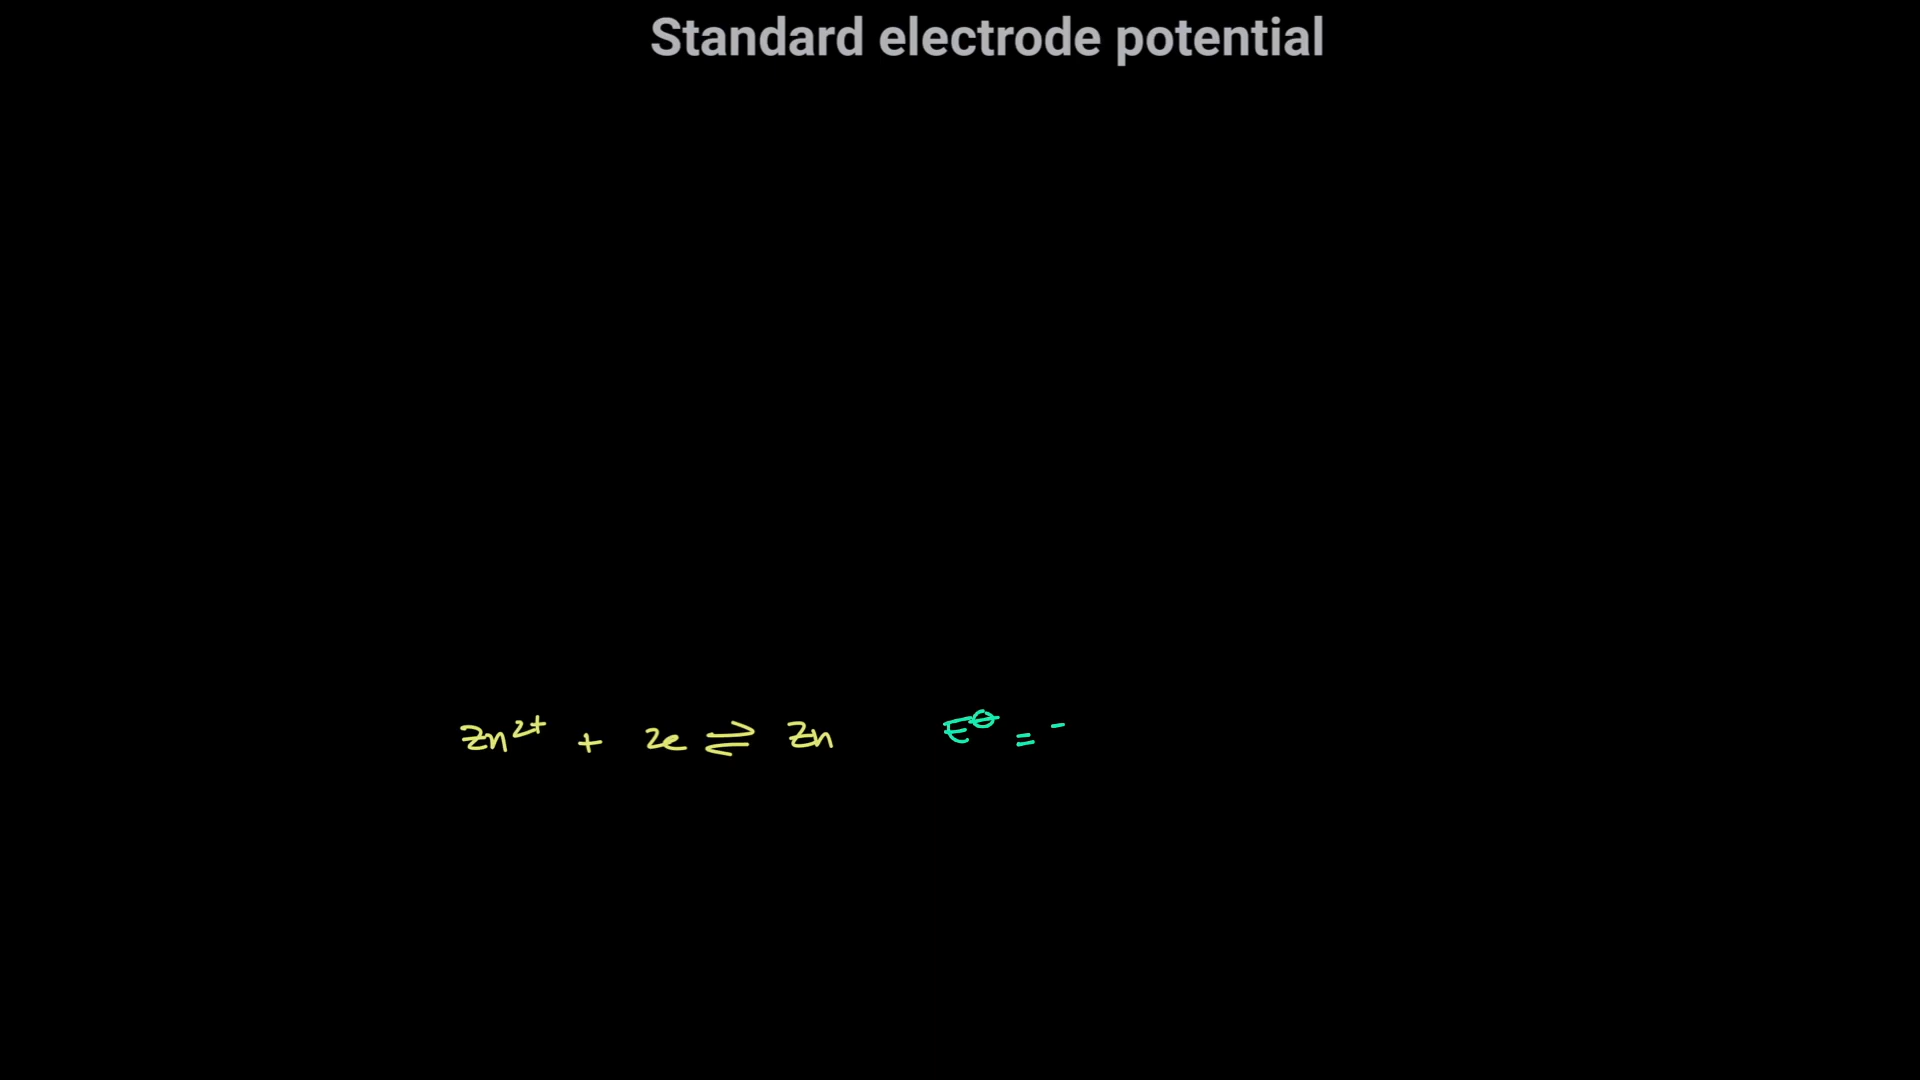 Standard electrode potential
Zn²⁺ + 2e ⇌ Zn E⦵ = -